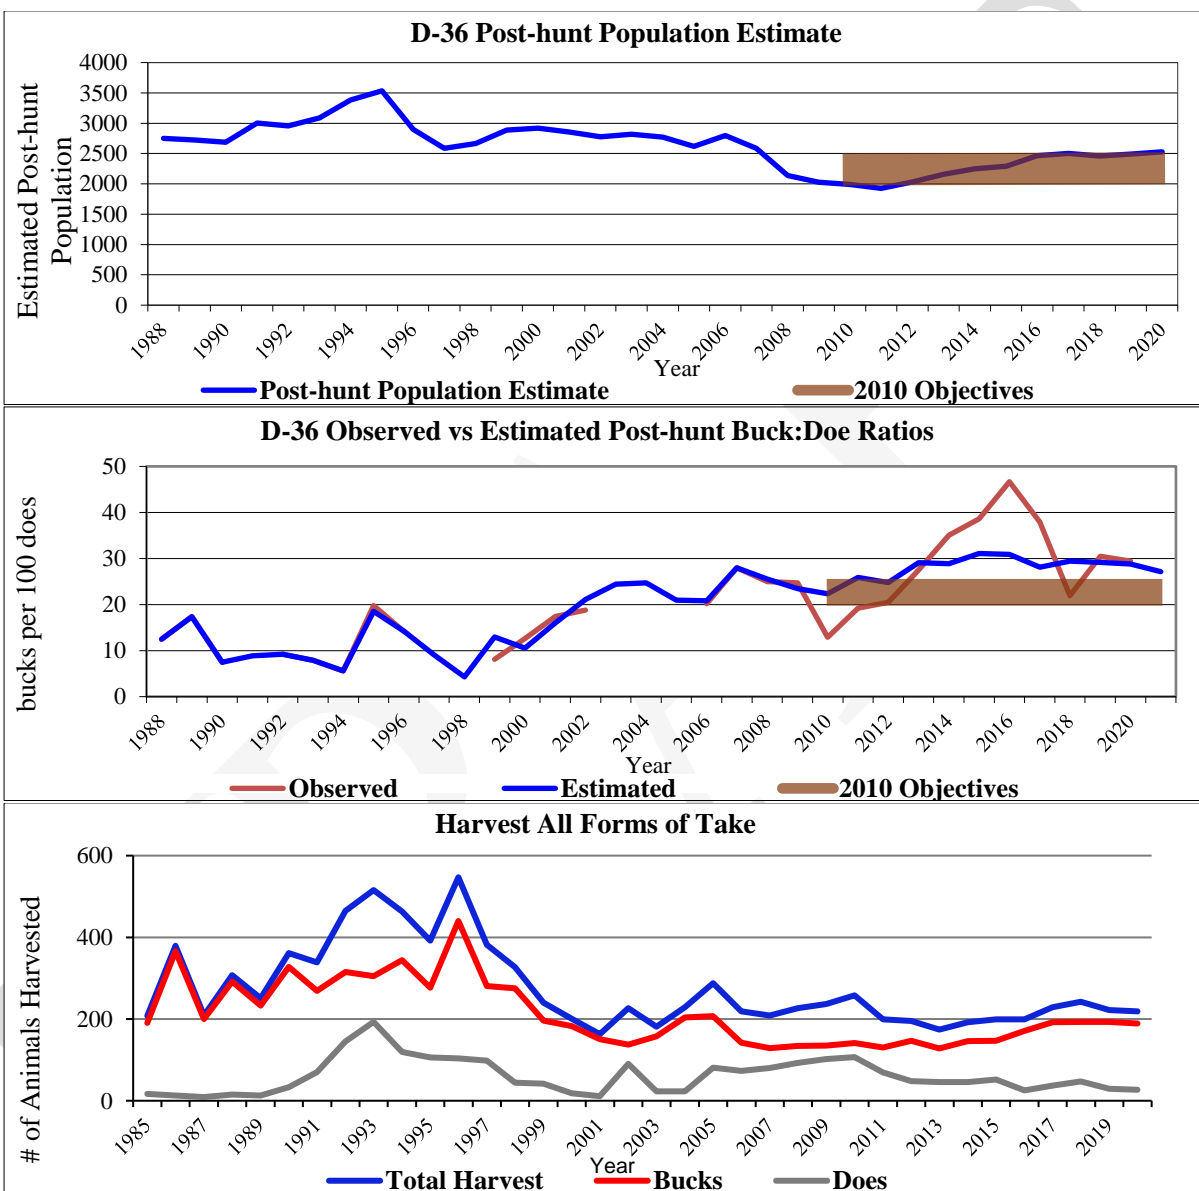 D-36 Post-hunt Population Estimate
Estimated Post-hunt
Population
4000
3500
3000
2500
2000
1500
1000
500
0
1988 1990 1992 1994 1996 1998 2000 2002 2004 2006 2008 2010 2012 2014 2016 2018 2020
Year
Post-hunt Population Estimate 2010 Objectives
D-36 Observed vs Estimated Post-hunt Buck:Doe Ratios
bucks per 100 does
50
40
30
20
10
0
1988 1990 1992 1994 1996 1998 2000 2002 2004 2006 2008 2010 2012 2014 2016 2018 2020
Year
Observed Estimated 2010 Objectives
Harvest All Forms of Take
# of Animals Harvested
600
400
200
0
1985 1987 1989 1991 1993 1995 1997 1999 2001 2003 2005 2007 2009 2011 2013 2015 2017 2019
Year
Total Harvest Bucks Does